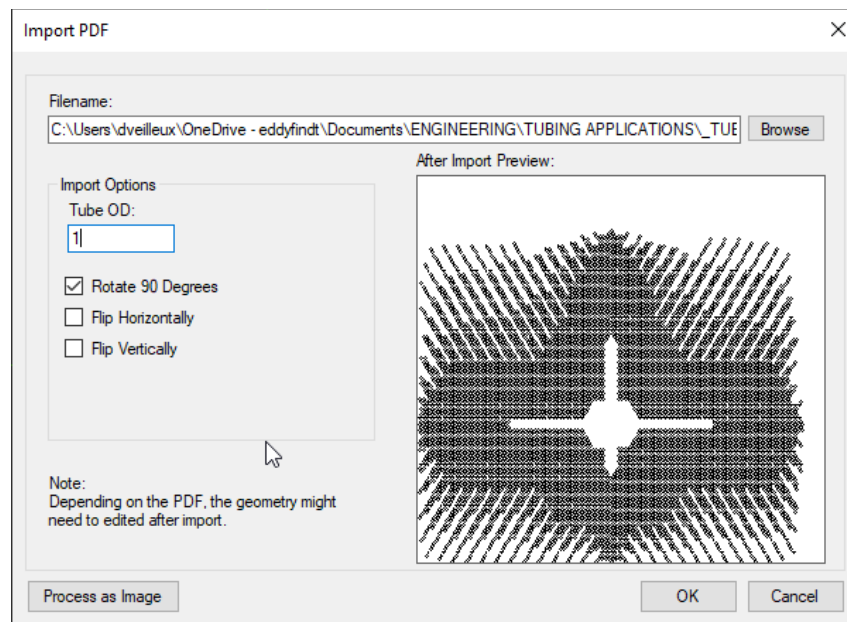 Import PDF
Filename:
C:\Users\dveilleux\OneDrive - eddyfindt\Documents\ENGINEERING\TUBING APPLICATIONS\_TUE
Browse
After Import Preview:
Import Options
Tube OD:
1
Rotate 90 Degrees
Flip Horizontally
Flip Vertically
Note:
Depending on the PDF, the geometry might
need to edited after import.
Process as Image
OK
Cancel